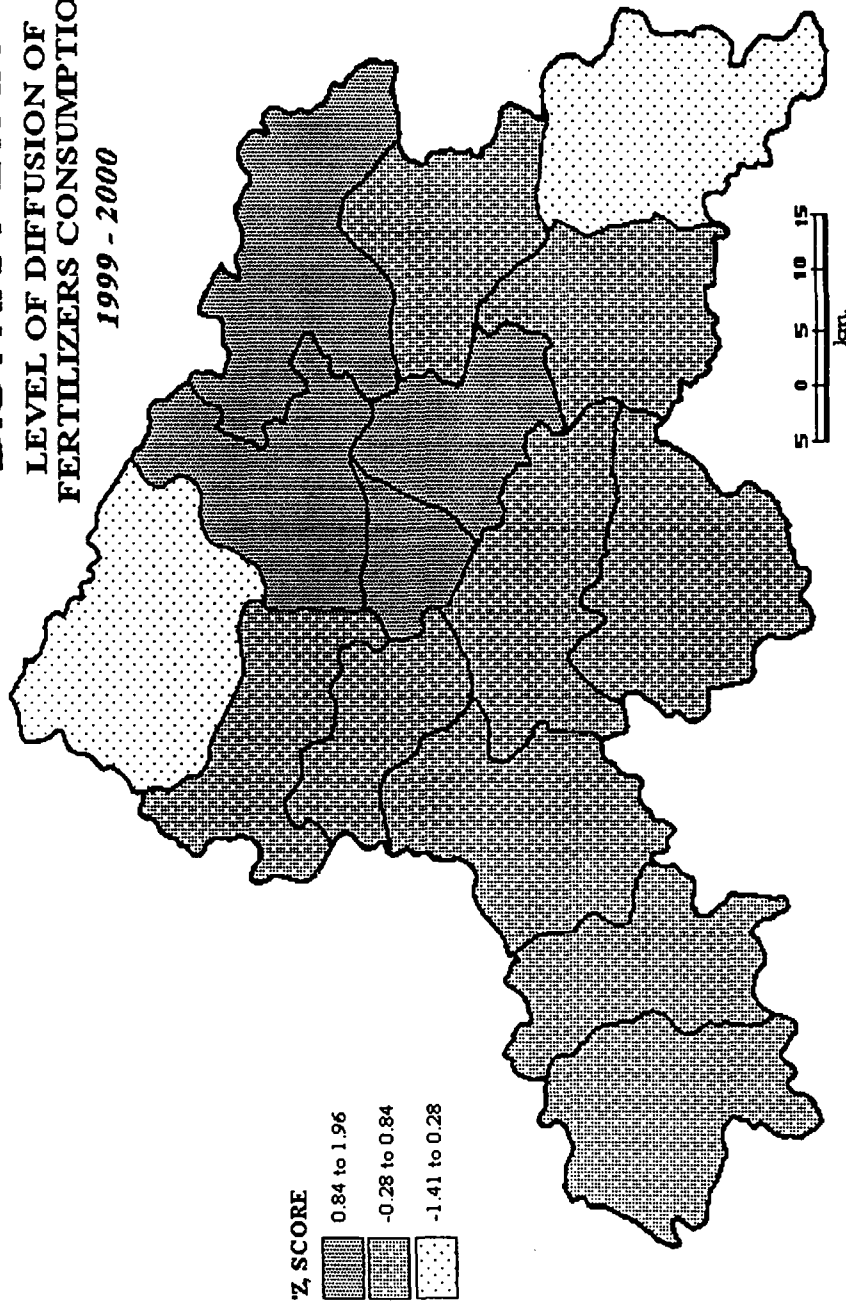 LEVEL OF DIFFUSION OF
FERTILIZERS CONSUMPTIO
1999 - 2000
'Z, SCORE
0.84 to 1.96
-0.28 to 0.84
-1.41 to 0.28
5 0 5 10 15
km.